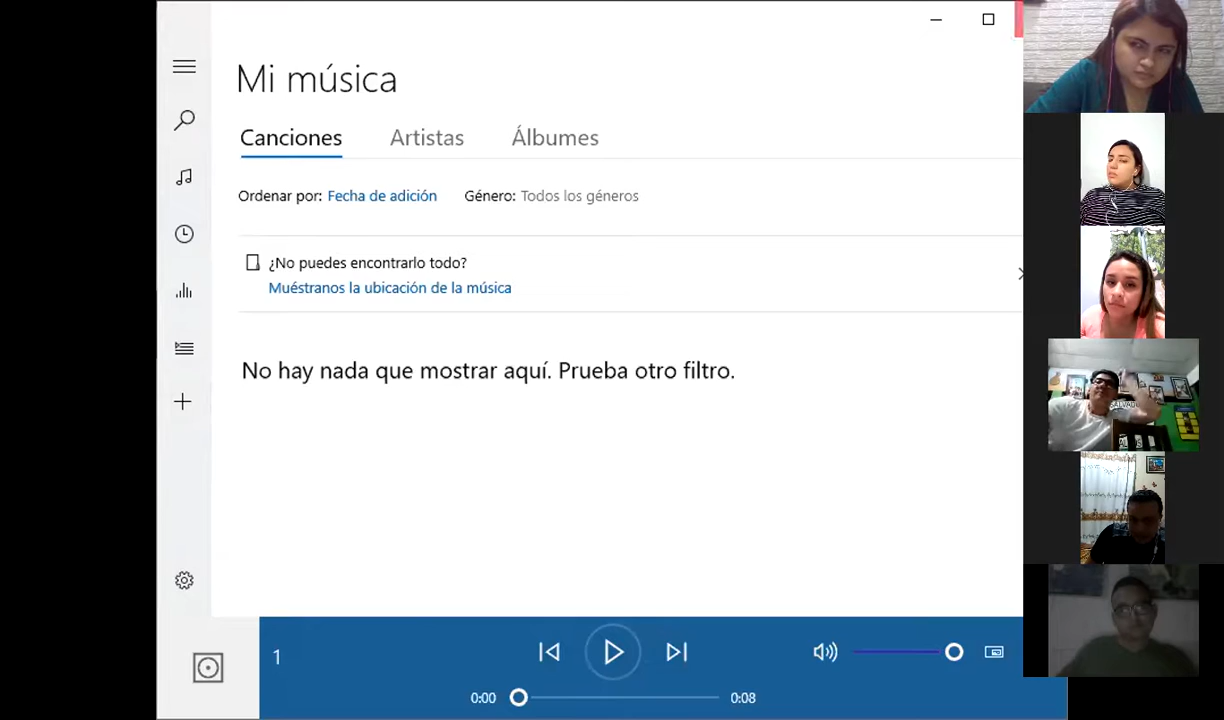 Mi música
Canciones Artistas Álbumes
Ordenar por: Fecha de adición Género: Todos los géneros
¿No puedes encontrarlo todo?
Muéstranos la ubicación de la música
No hay nada que mostrar aquí. Prueba otro filtro.
1
0:00 0:08